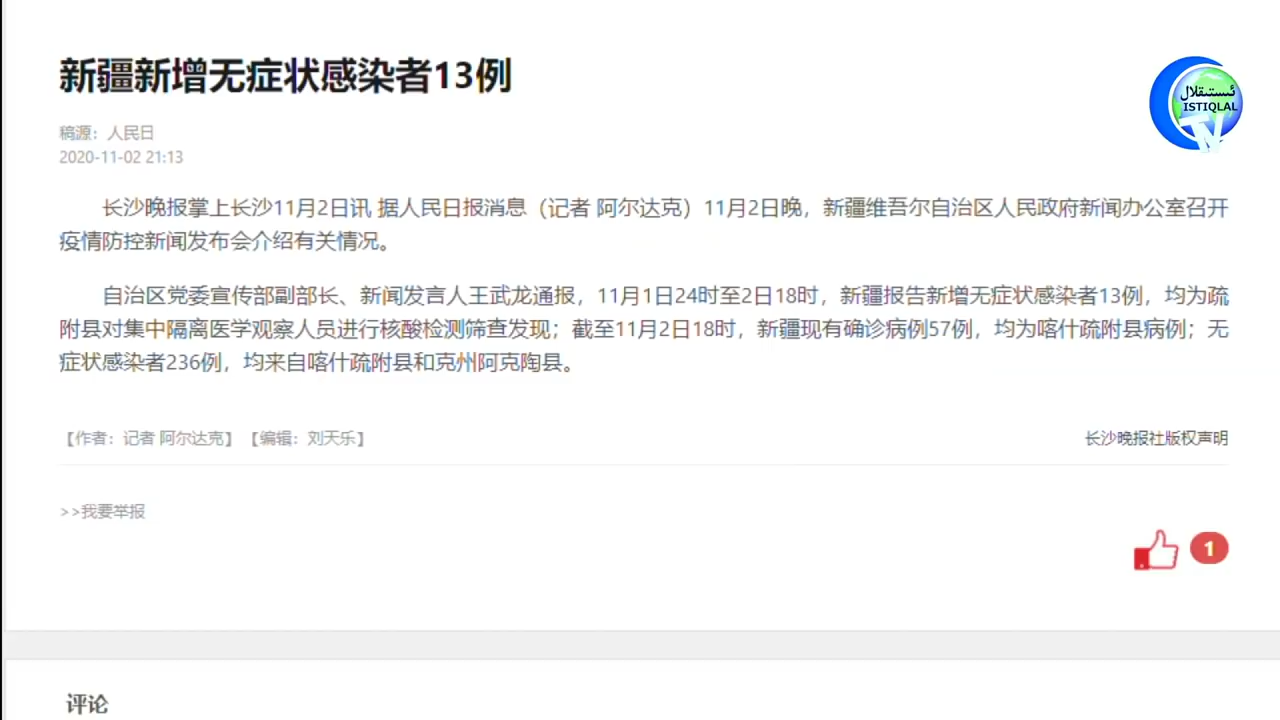 新疆新增无症状感染者13例
ئىستىقلال
ISTIQLAL
TV
稿源：人民日
2020-11-02 21:13
长沙晚报掌上长沙11月2日讯 据人民日报消息（记者 阿尔达克）11月2日晚，新疆维吾尔自治区人民政府新闻办公室召开
疫情防控新闻发布会介绍有关情况。
自治区党委宣传部副部长、新闻发言人王武龙通报，11月1日24时至2日18时，新疆报告新增无症状感染者13例，均为疏
附县对集中隔离医学观察人员进行核酸检测筛查发现；截至11月2日18时，新疆现有确诊病例57例，均为喀什疏附县病例；无
症状感染者236例，均来自喀什疏附县和克州阿克陶县。
【作者：记者 阿尔达克】【编辑：刘天乐】
长沙晚报社版权声明
>>我要举报
1
评论